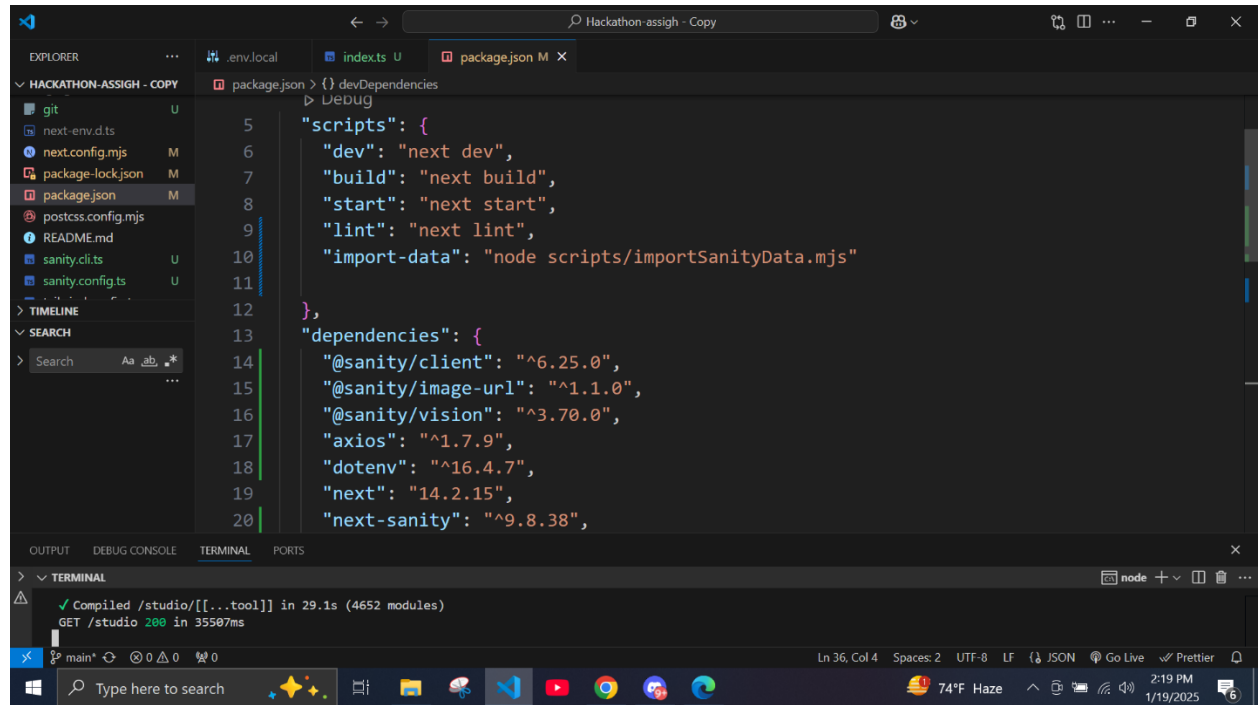 Hackathon-assigh - Copy
EXPLORER
.env.local
index.ts U
package.json M
HACKATHON-ASSIGH - COPY
package.json > {} devDependencies
git U
next-env.d.ts
next.config.mjs M
package-lock.json M
package.json M
postcss.config.mjs
README.md
sanity.cli.ts U
sanity.config.ts U
TIMELINE
SEARCH
Search Aa ab
Debug
5 "scripts": {
6 "dev": "next dev",
7 "build": "next build",
8 "start": "next start",
9 "lint": "next lint",
10 "import-data": "node scripts/importSanityData.mjs"
11
12 },
13 "dependencies": {
14 "@sanity/client": "^6.25.0",
15 "@sanity/image-url": "^1.1.0",
16 "@sanity/vision": "^3.70.0",
17 "axios": "^1.7.9",
18 "dotenv": "^16.4.7",
19 "next": "14.2.15",
20 "next-sanity": "^9.8.38",
OUTPUT DEBUG CONSOLE TERMINAL PORTS
TERMINAL
node
✓ Compiled /studio/[[...tool]] in 29.1s (4652 modules)
GET /studio 200 in 35507ms
main* 0 0 0 Ln 36, Col 4 Spaces: 2 UTF-8 LF {} JSON Go Live Prettier
Type here to search 74°F Haze 2:19 PM
1/19/2025
6